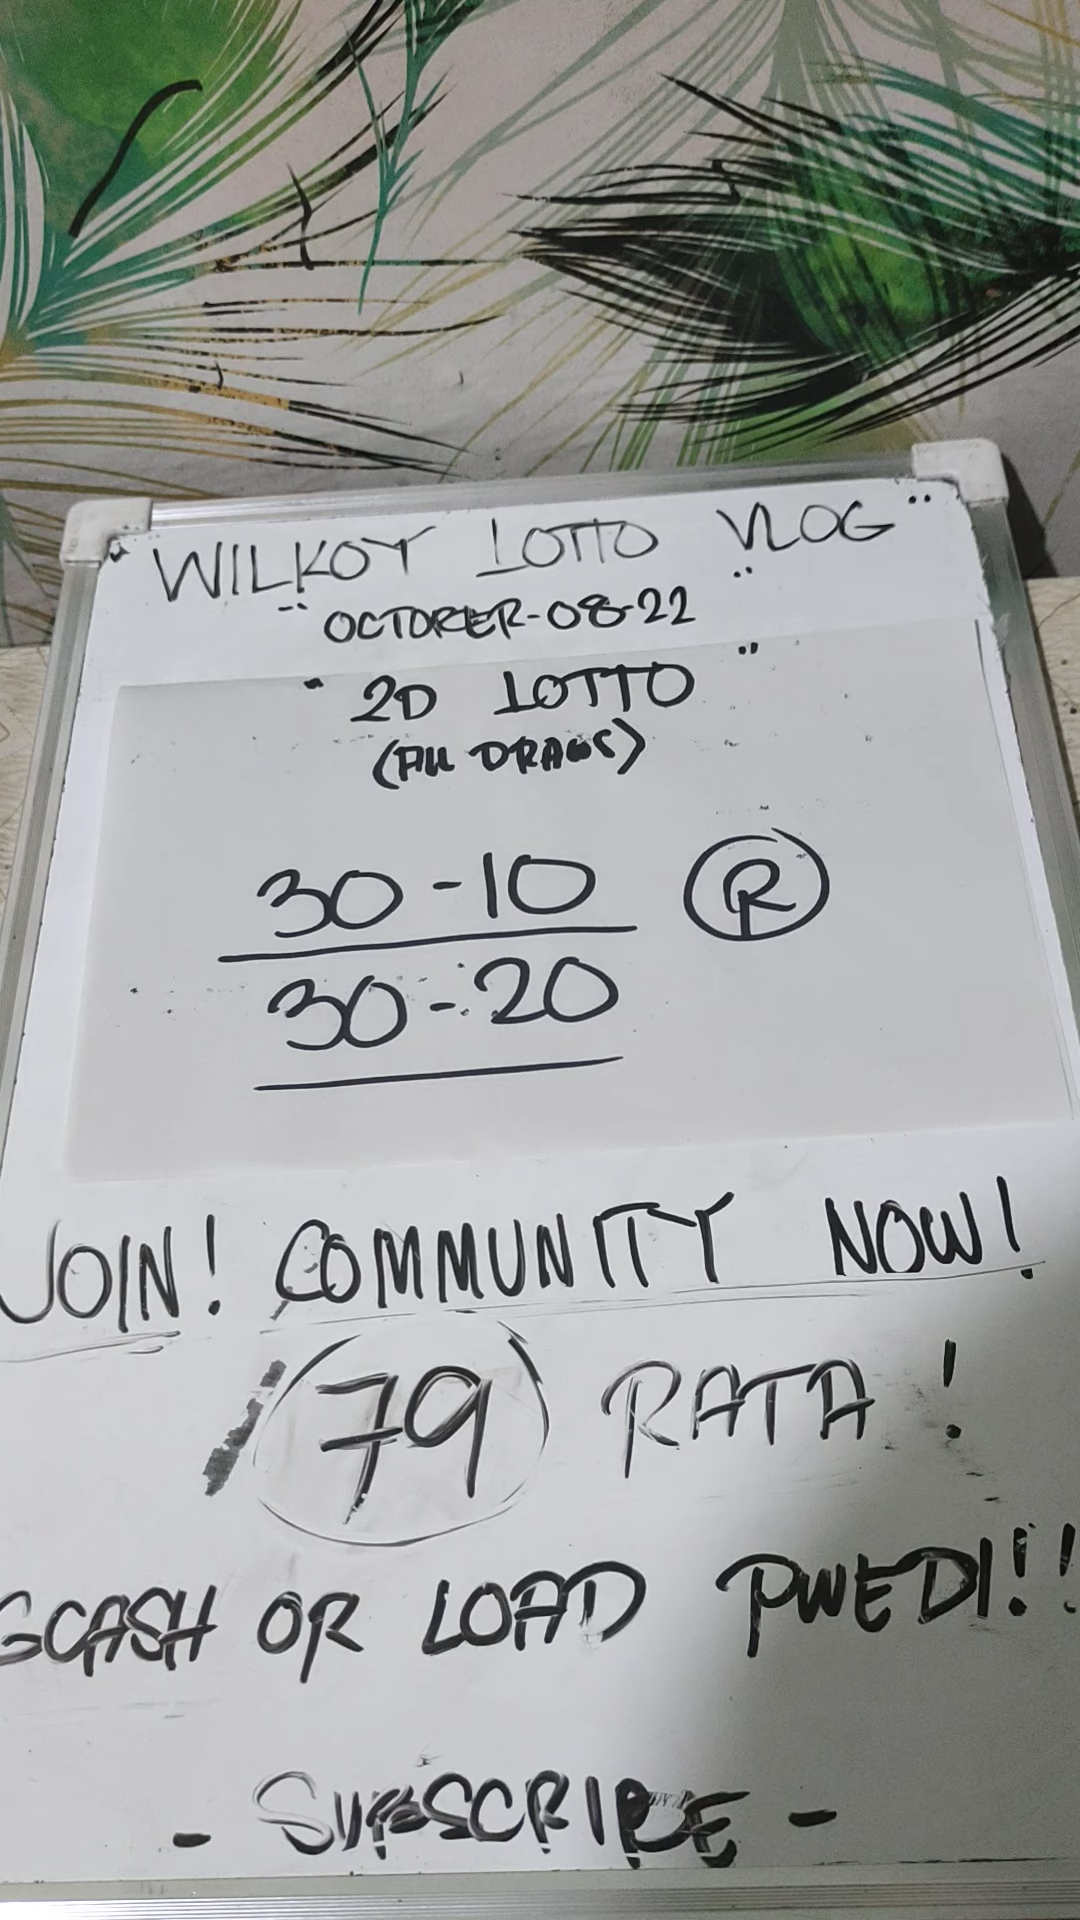 "WILKOY LOTTO VLOG"
"OCTOBER-08-22"
"2D LOTTO"
(ALL DRAWS)
30-10 R
30-20
JOIN! COMMUNITY NOW!
(79) RATA!
GCASH OR LOAD PWEDI!!
- SUBSCRIBE -